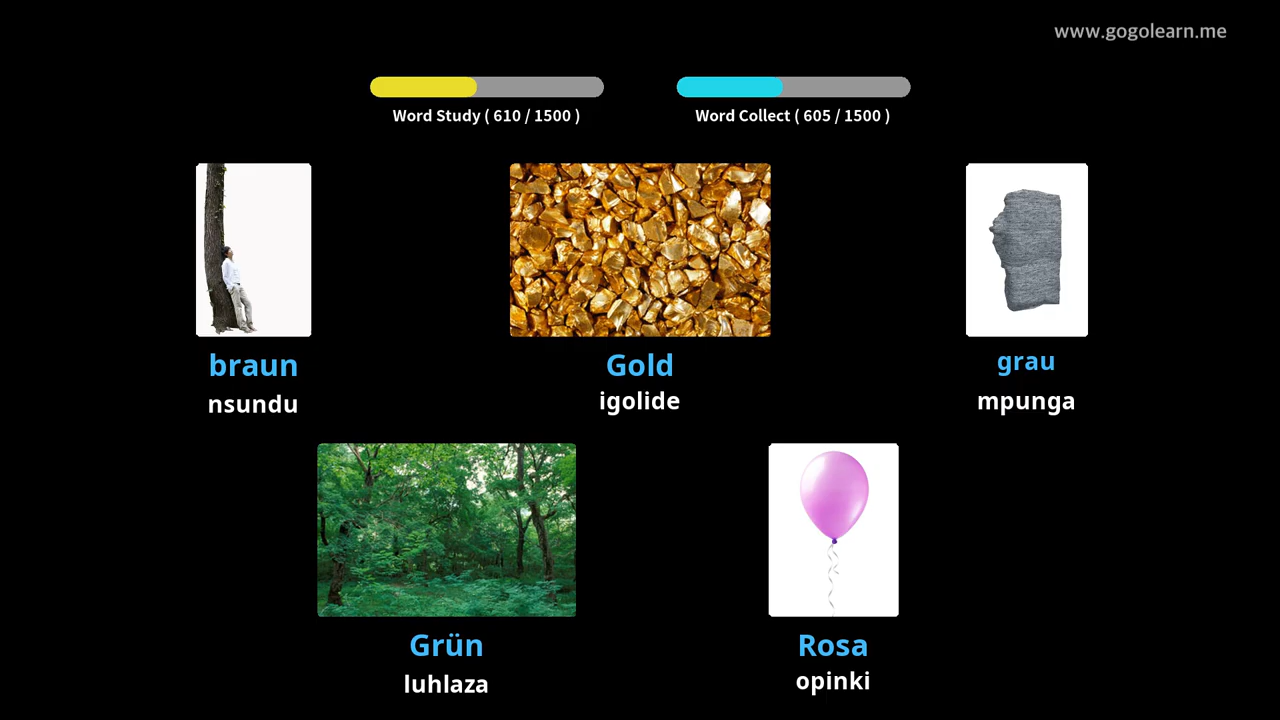 www.gogolearn.me
Word Study ( 610 / 1500 )
Word Collect ( 605 / 1500 )
braun
nsundu
Gold
igolide
grau
mpunga
Grün
luhlaza
Rosa
opinki